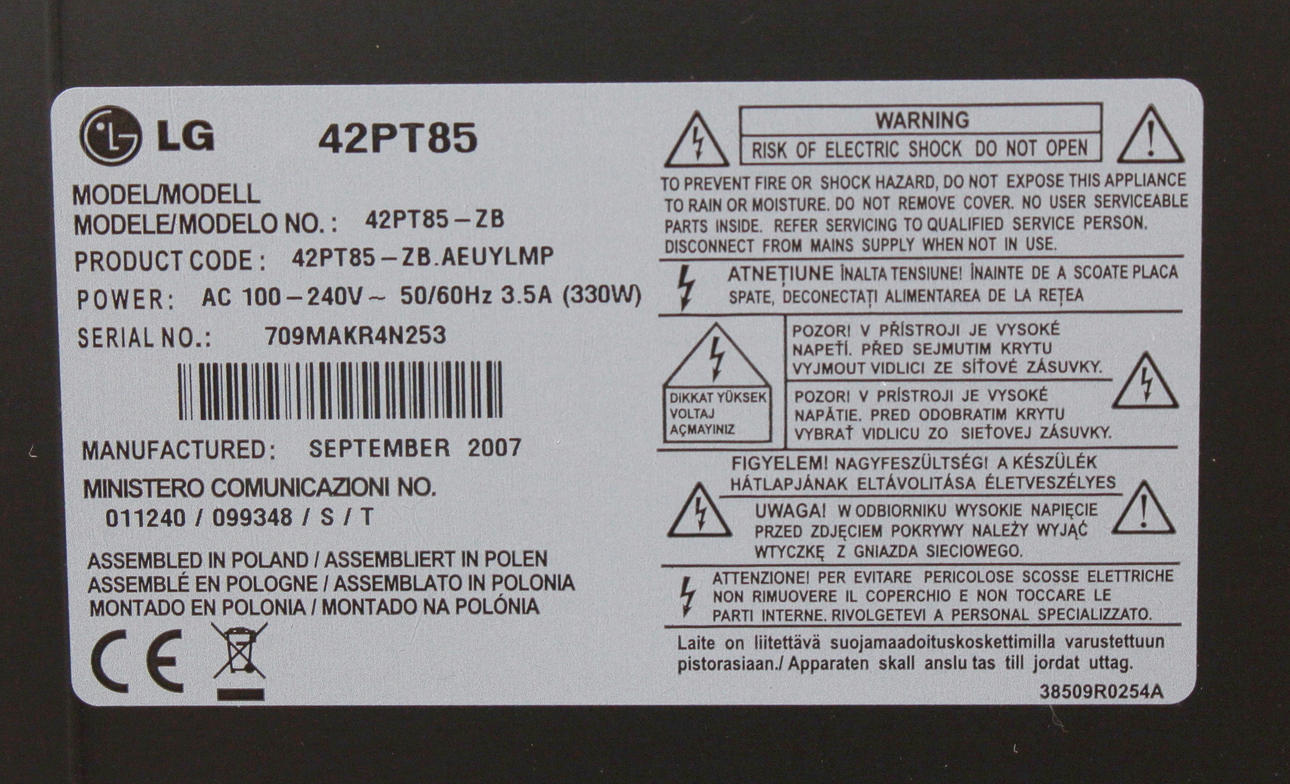 LG 42PT85
MODEL/MODELL
MODELE/MODELO NO. : 42PT85-ZB
PRODUCT CODE : 42PT85-ZB.AEUYLMP
POWER: AC 100-240V~ 50/60Hz 3.5A (330W)
SERIAL NO.: 709MAKR4N253
MANUFACTURED: SEPTEMBER 2007
MINISTERO COMUNICAZIONI NO.
011240 / 099348 / S / T
ASSEMBLED IN POLAND / ASSEMBLIERT IN POLEN
ASSEMBLÉ EN POLOGNE / ASSEMBLATO IN POLONIA
MONTADO EN POLONIA / MONTADO NA POLÓNIA
CE
WARNING
RISK OF ELECTRIC SHOCK DO NOT OPEN
TO PREVENT FIRE OR SHOCK HAZARD, DO NOT EXPOSE THIS APPLIANCE
TO RAIN OR MOISTURE. DO NOT REMOVE COVER. NO USER SERVICEABLE
PARTS INSIDE. REFER SERVICING TO QUALIFIED SERVICE PERSON.
DISCONNECT FROM MAINS SUPPLY WHEN NOT IN USE.
ATNEȚIUNE ÎNALTA TENSIUNE! ÎNAINTE DE A SCOATE PLACA
SPATE, DECONECTAȚI ALIMENTAREA DE LA REȚEA
DIKKAT YÜKSEK
VOLTAJ
AÇMAYINIZ
POZOR! V PŘÍSTROJI JE VYSOKÉ
NAPETÍ. PŘED SEJMUTIM KRYTU
VYJMOUT VIDLICI ZE SÍŤOVÉ ZÁSUVKY.
POZOR! V PRÍSTROJI JE VYSOKÉ
NAPÄTIE. PRED ODOBRATIM KRYTU
VYBRAŤ VIDLICU ZO SIEŤOVEJ ZÁSUVKY.
FIGYELEM! NAGYFESZÜLTSÉG! A KÉSZÜLÉK
HÁTLAPJÁNAK ELTÁVOLITÁSA ÉLETVESZÉLYES
UWAGA! W ODBIORNIKU WYSOKIE NAPIĘCIE
PRZED ZDJĘCIEM POKRYWY NALEŻY WYJĄĆ
WTYCZKĘ Z GNIAZDA SIECIOWEGO.
ATTENZIONE! PER EVITARE PERICOLOSE SCOSSE ELETTRICHE
NON RIMUOVERE IL COPERCHIO E NON TOCCARE LE
PARTI INTERNE. RIVOLGETEVI A PERSONAL SPECIALIZZATO.
Laite on liitettävä suojamaadoituskoskettimilla varustettuun
pistorasiaan./ Apparaten skall anslu tas till jordat uttag.
38509R0254A